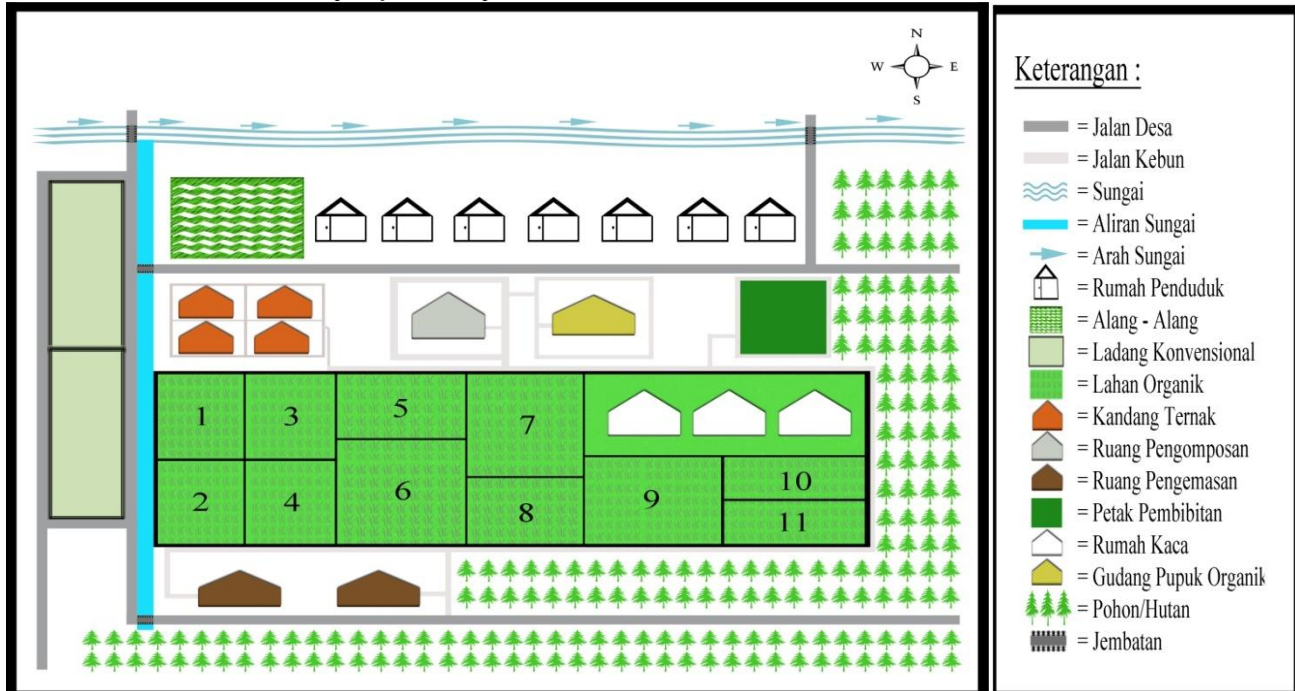 N
W E
S
1
3
5
7
2
4
6
8
9
10
11
Keterangan :
= Jalan Desa
= Jalan Kebun
= Sungai
= Aliran Sungai
= Arah Sungai
= Rumah Penduduk
= Alang - Alang
= Ladang Konvensional
= Lahan Organik
= Kandang Ternak
= Ruang Pengomposan
= Ruang Pengemasan
= Petak Pembibitan
= Rumah Kaca
= Gudang Pupuk Organik
= Pohon/Hutan
= Jembatan